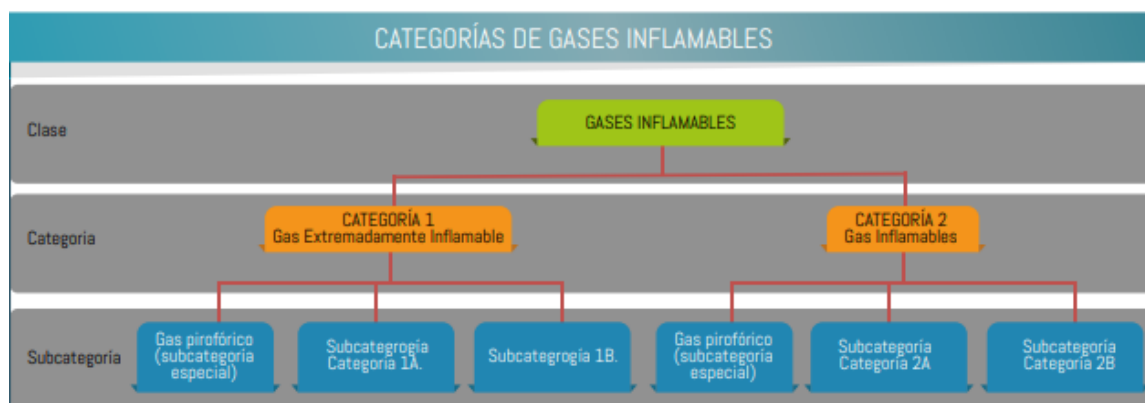 CATEGORÍAS DE GASES INFLAMABLES
Clase
GASES INFLAMABLES
Categoria
CATEGORÍA 1
Gas Extremadamente Inflamable
CATEGORÍA 2
Gas Inflamables
Subcategoría
Gas pirofórico
(subcategoría
especial)
Subcategrogía
Categoria 1A.
Subcategrogía 1B.
Gas pirofórico
(subcategoría
especial)
Subcategoría
Categoria 2A
Subcategoría
Categoria 2B